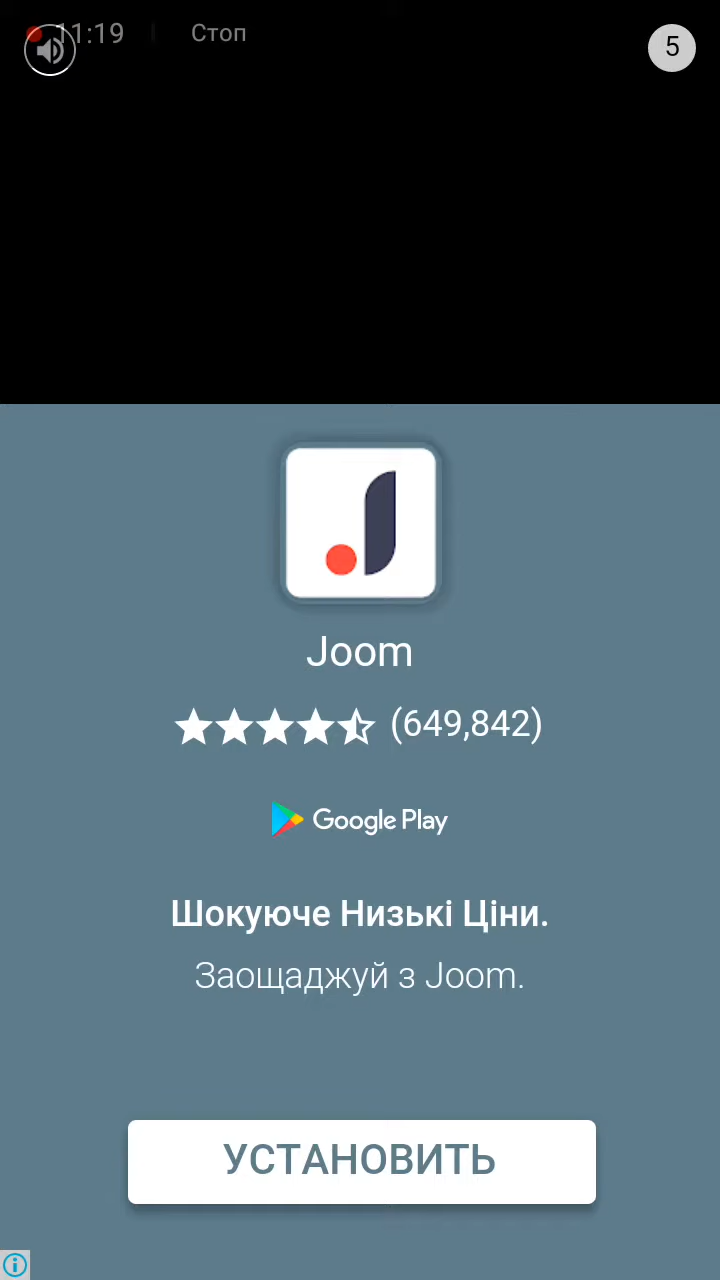 11:19 Стоп
5
Joom
(649,842)
Google Play
Шокуюче Низькі Ціни.
Заощаджуй з Joom.
УСТАНОВИТЬ